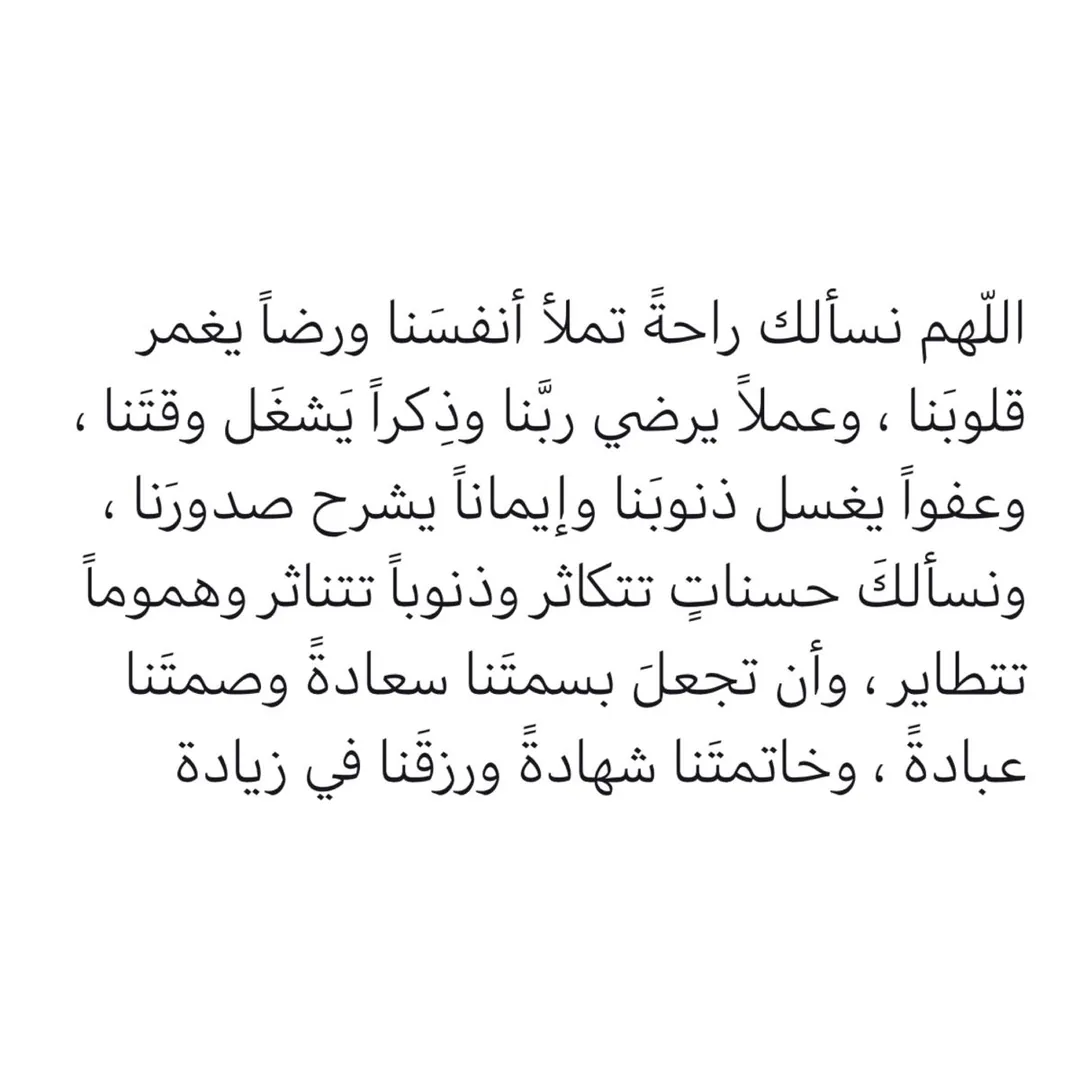 اللّهم نسألك راحةً تملأ أنفسَنا ورضاً يغمر
قلوبَنا ، وعملاً يرضي ربَّنا وذِكراً يَشغَل وقتَنا ،
وعفواً يغسل ذنوبَنا وإيماناً يشرح صدورَنا ،
ونسألكَ حسناتٍ تتكاثر وذنوباً تتناثر وهموماً
تتطاير ، وأن تجعلَ بسمتَنا سعادةً وصمتَنا
عبادةً ، وخاتمتَنا شهادةً ورزقَنا في زيادة